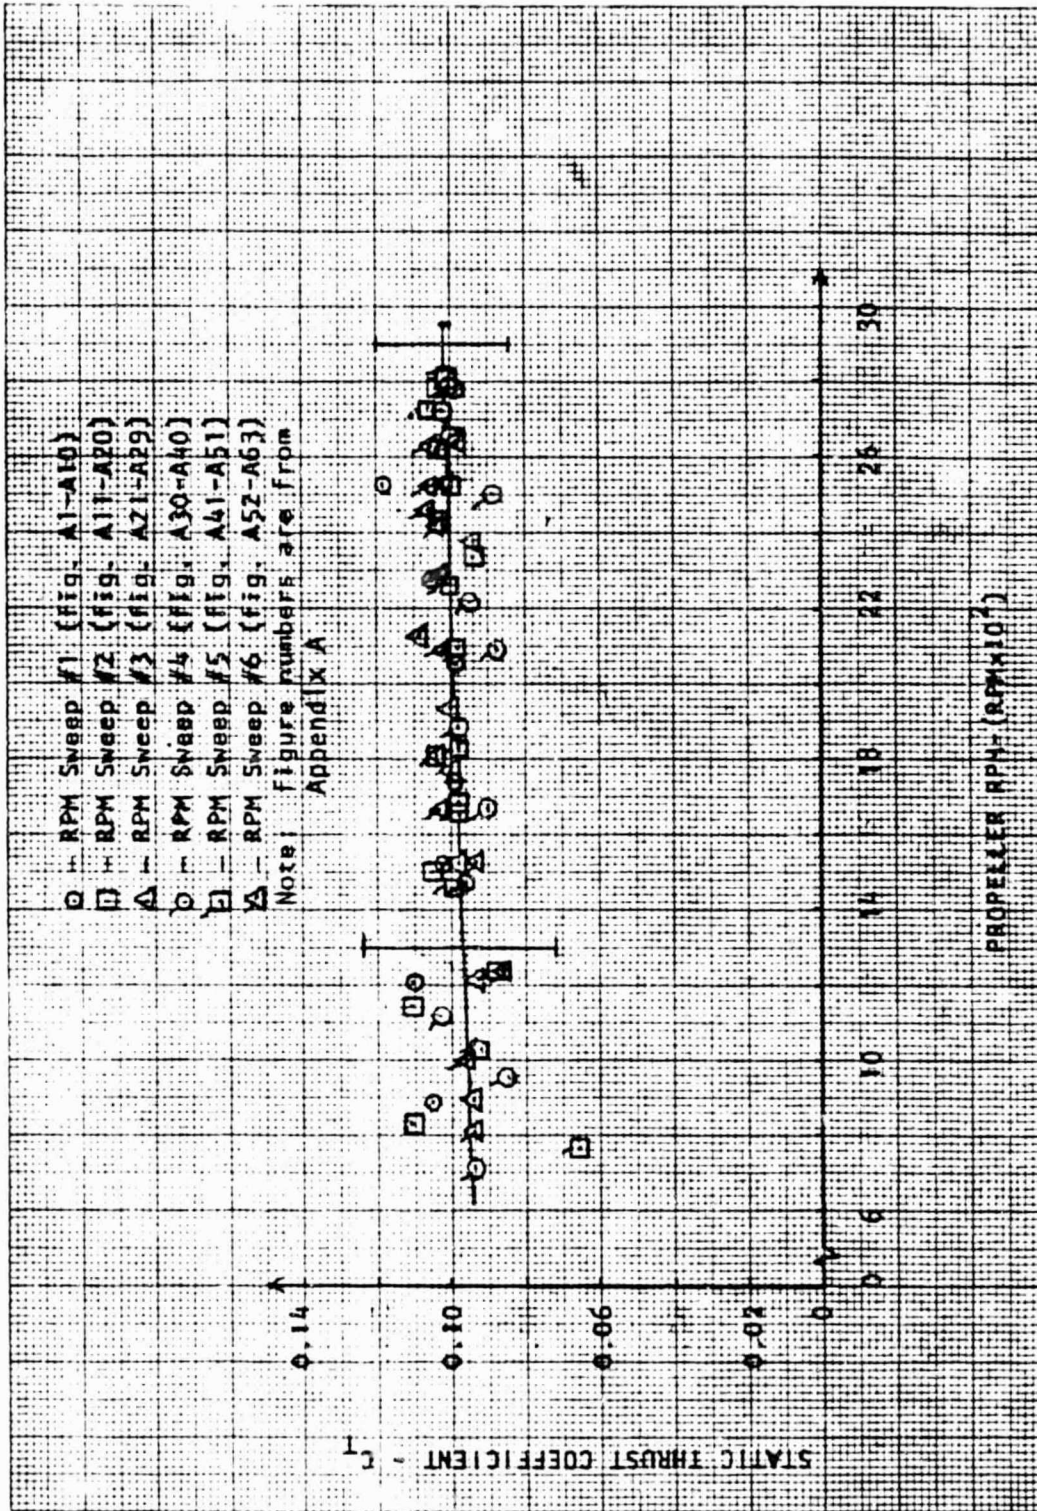 RPM Sweep #1 (fig. A1-A10)
RPM Sweep #2 (fig. A11-A20)
RPM Sweep #3 (fig. A21-A29)
RPM Sweep #4 (fig. A30-A40)
RPM Sweep #5 (fig. A41-A51)
RPM Sweep #6 (fig. A52-A63)
Note: figure numbers are from
Appendix A
STATIC THRUST COEFFICIENT - CT
0.14
0.10
0.06
0.02
0
0 6 10 14 18 22 26 30
PROPELLER RPM-(RPMx10²)